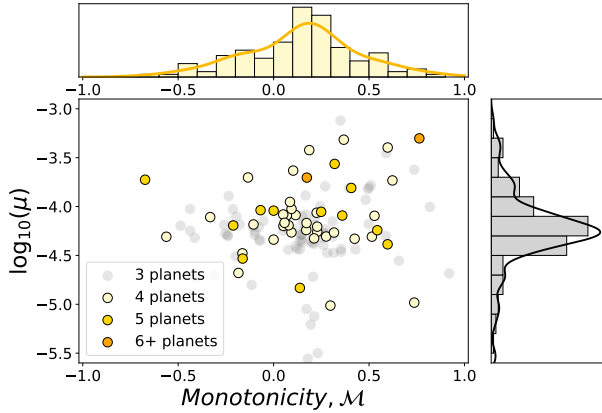 −1.0 −0.5 0.0 0.5 1.0
−3.0
−3.5
−4.0
−4.5
−5.0
−5.5
log₁₀(μ)
3 planets
4 planets
5 planets
6+ planets
−1.0 −0.5 0.0 0.5 1.0
Monotonicity, ℳ